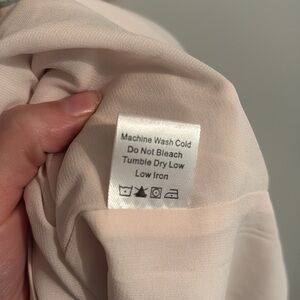 Machine Wash Cold
Do Not Bleach
Tumble Dry Low
Low Iron